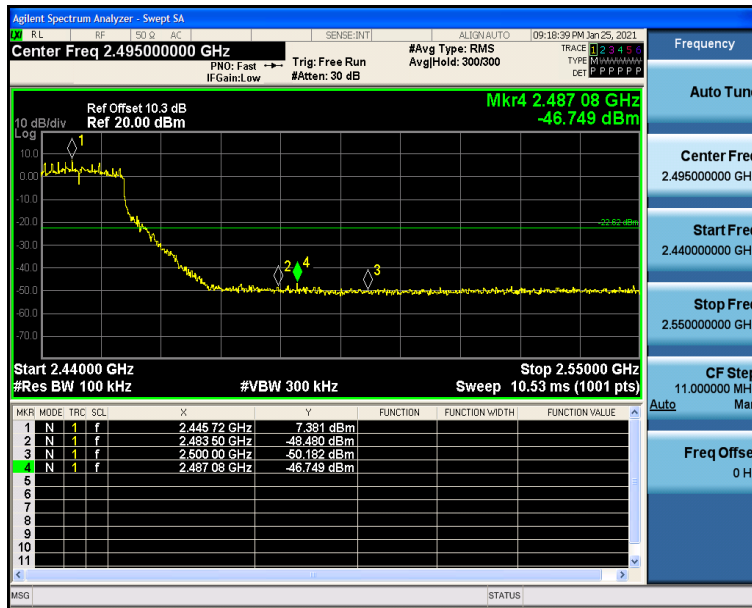 Agilent Spectrum Analyzer - Swept SA
RL RF 50 Ω AC SENSE:INT ALIGN AUTO 09:18:39 PM Jan 25, 2021
Center Freq 2.495000000 GHz
#Avg Type: RMS
TRACE 1 2 3 4 5 6
PNO: Fast Trig: Free Run Avg|Hold: 300/300
TYPE M
IFGain:Low #Atten: 30 dB
DET P P P P P P
Mkr4 2.487 08 GHz
-46.749 dBm
Ref Offset 10.3 dB
10 dB/div Ref 20.00 dBm
Log
10.0
0.00
-10.0
-20.0
-30.0
-40.0
-50.0
-60.0
-70.0
1
2
4
3
-22.62 dBm
Start 2.44000 GHz Stop 2.55000 GHz
#Res BW 100 kHz #VBW 300 kHz Sweep 10.53 ms (1001 pts)
MKR MODE TRC SCL X Y FUNCTION FUNCTION WIDTH FUNCTION VALUE
1 N 1 f 2.445 72 GHz 7.381 dBm
2 N 1 f 2.483 50 GHz -48.480 dBm
3 N 1 f 2.500 00 GHz -50.182 dBm
4 N 1 f 2.487 08 GHz -46.749 dBm
5
6
7
8
9
10
11
MSG STATUS
Frequency
Auto Tun
Center Fre
2.495000000 GH
Start Fre
2.440000000 GH
Stop Fre
2.550000000 GH
CF Step
11.000000 MH
Auto Ma
Freq Offse
0 H